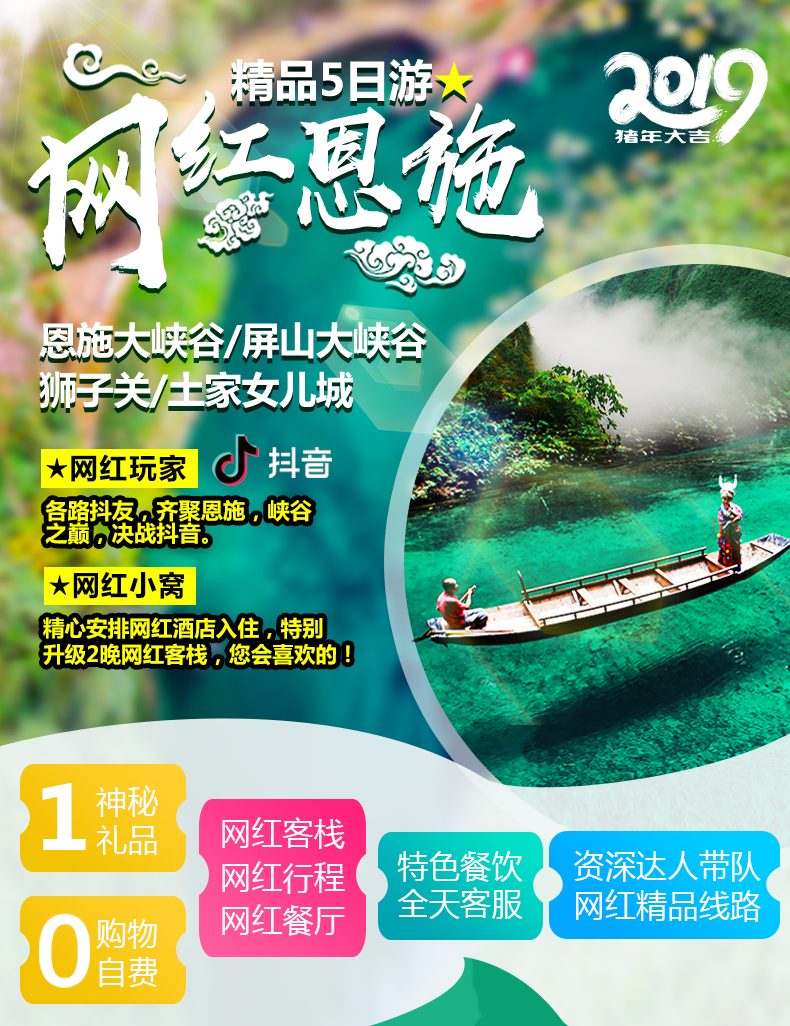 精品5日游★
2019
猪年大吉
网红恩施
恩施大峡谷/屏山大峡谷
狮子关/土家女儿城
★网红玩家
抖音
各路抖友，齐聚恩施，峡谷
之巅，决战抖音。
★网红小窝
精心安排网红酒店入住，特别
升级2晚网红客栈，您会喜欢的！
1
神秘
礼品
0
购物
自费
网红客栈
网红行程
网红餐厅
特色餐饮
全天客服
资深达人带队
网红精品线路